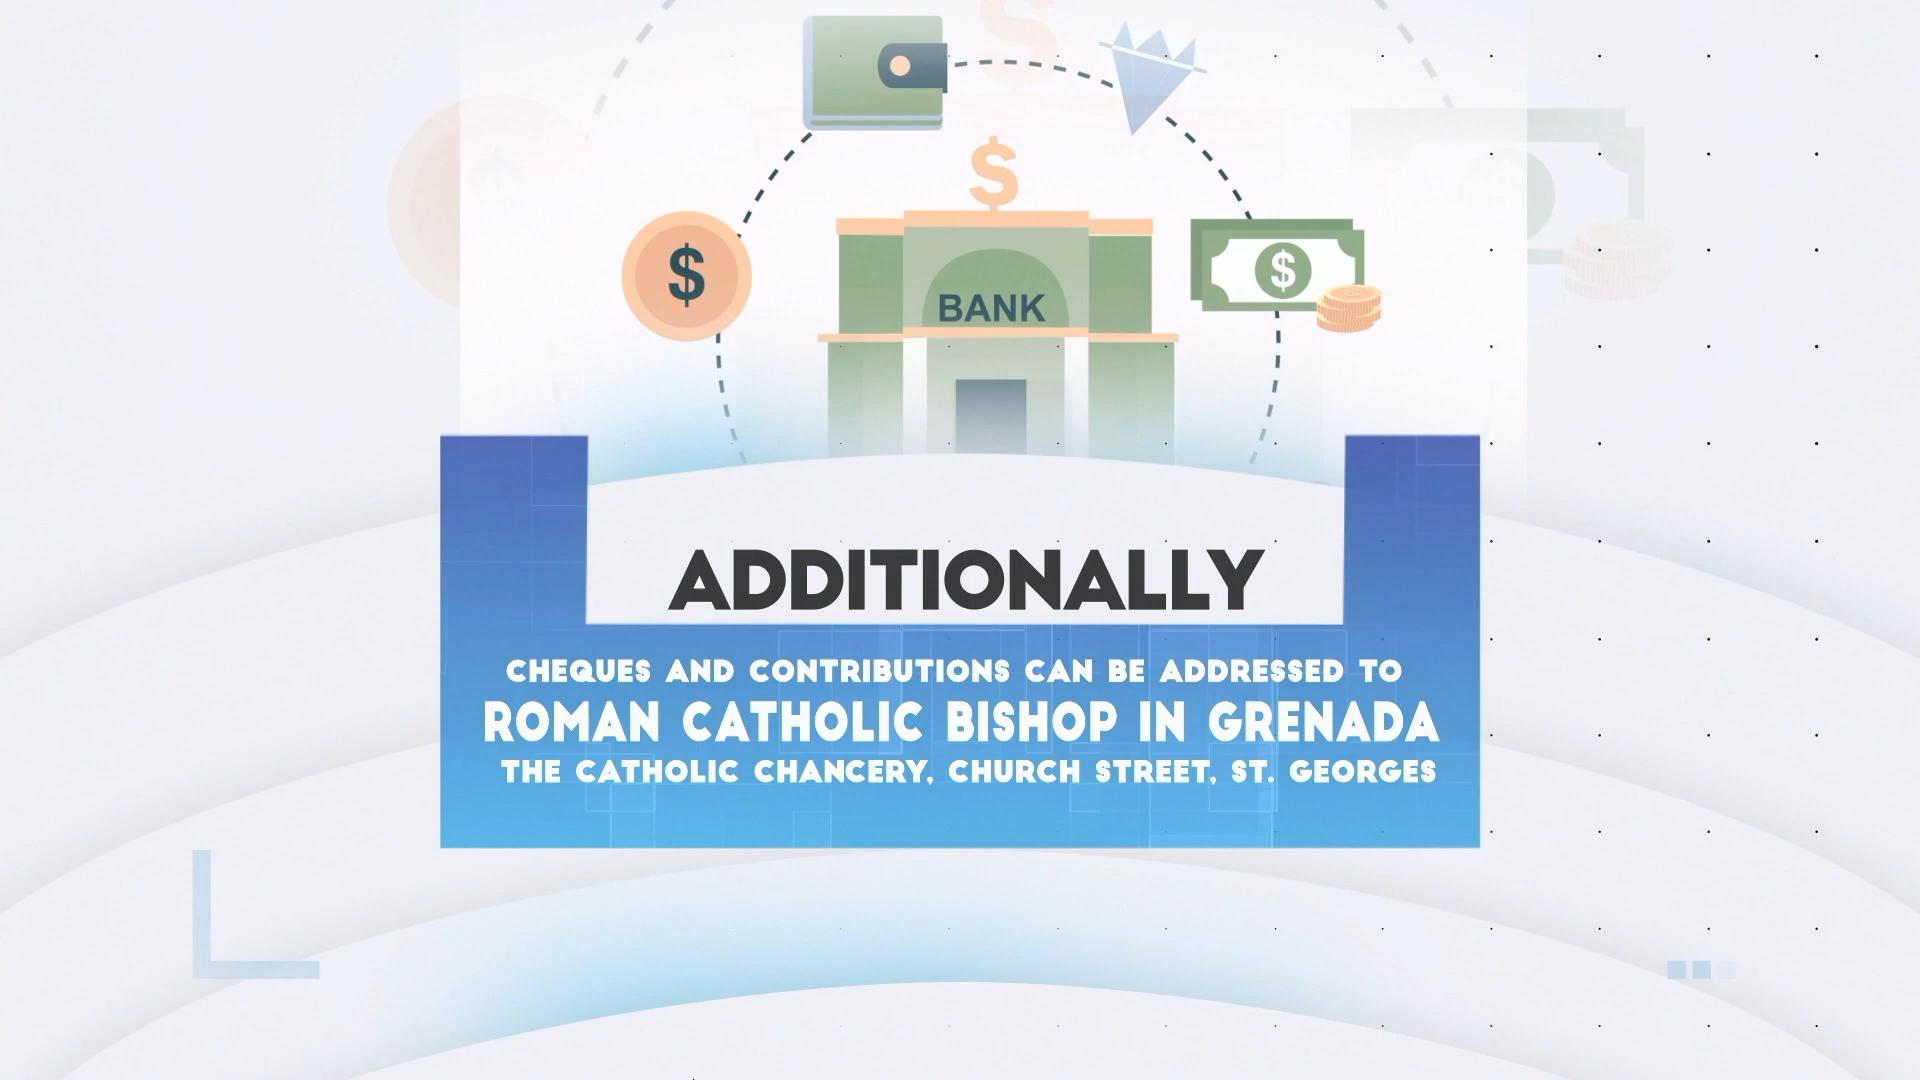 $
$
$
BANK
ADDITIONALLY
CHEQUES AND CONTRIBUTIONS CAN BE ADDRESSED TO
ROMAN CATHOLIC BISHOP IN GRENADA
THE CATHOLIC CHANCERY, CHURCH STREET, ST. GEORGES